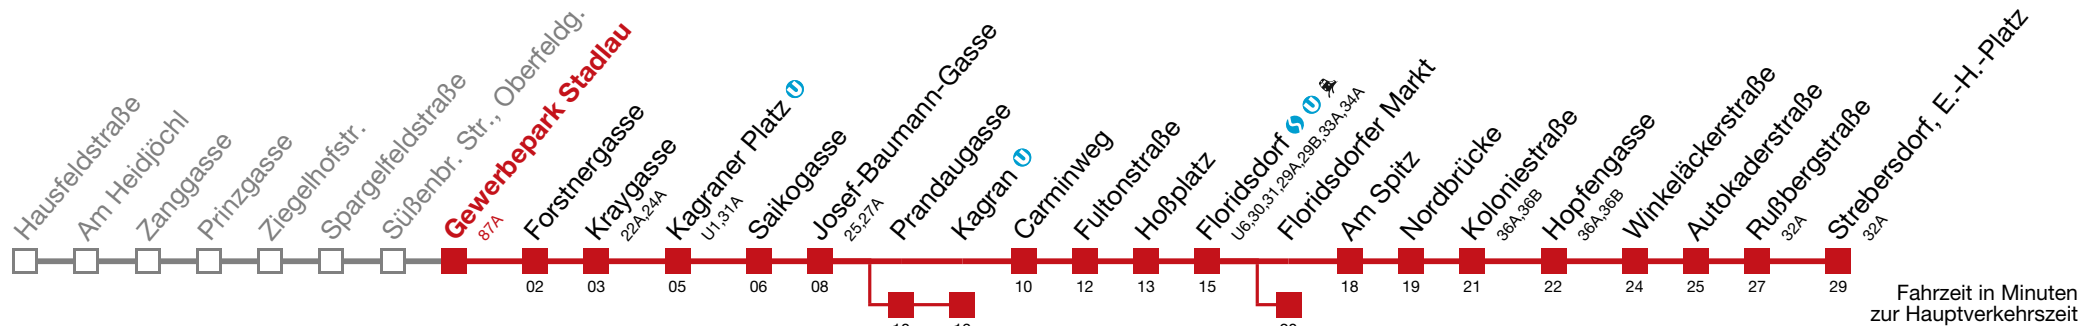 Hausfeldstraße
Am Heidjöchl
Zanggasse
Prinzgasse
Ziegelhofstr.
Spargelfeldstraße
Süßenbr. Str., Oberfeldg.
Gewerbepark Stadlau
87A
Forstnergasse
02
Kraygasse
22A,24A
03
Kagraner Platz U
U1,31A
05
Saikogasse
06
Josef-Baumann-Gasse
25,27A
08
Prandaugasse
Kagran U
Carminweg
10
Fultonstraße
12
Hoßplatz
13
Floridsdorf S U
U6,30,31,29A,29B,33A,34A
15
Floridsdorfer Markt
Am Spitz
18
Nordbrücke
19
Koloniestraße
36A,36B
21
Hopfengasse
36A,36B
22
Winkeläckerstraße
24
Autokaderstraße
25
Rußbergstraße
32A
27
Strebersdorf, E.-H.-Platz
32A
29
Fahrzeit in Minuten
zur Hauptverkehrszeit